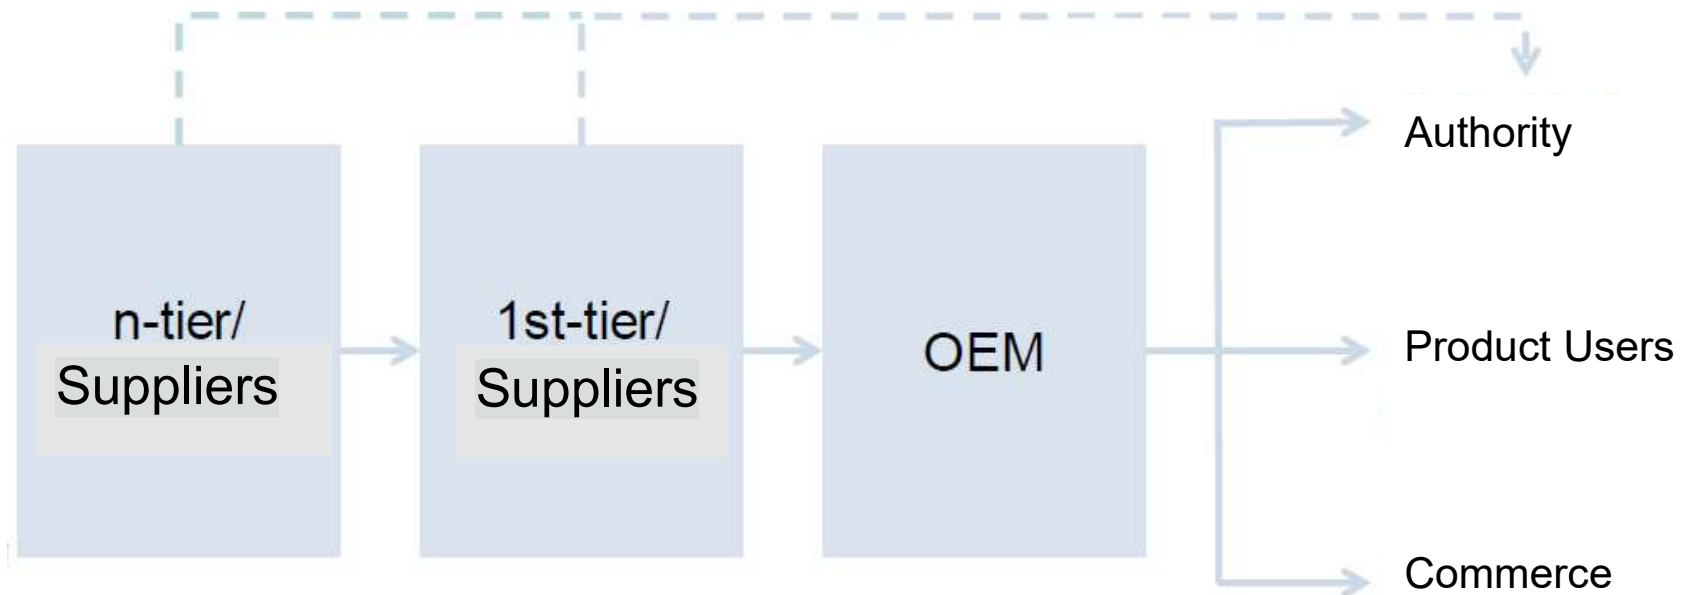 n-tier/
Suppliers
1st-tier/
Suppliers
OEM
Authority
Product Users
Commerce